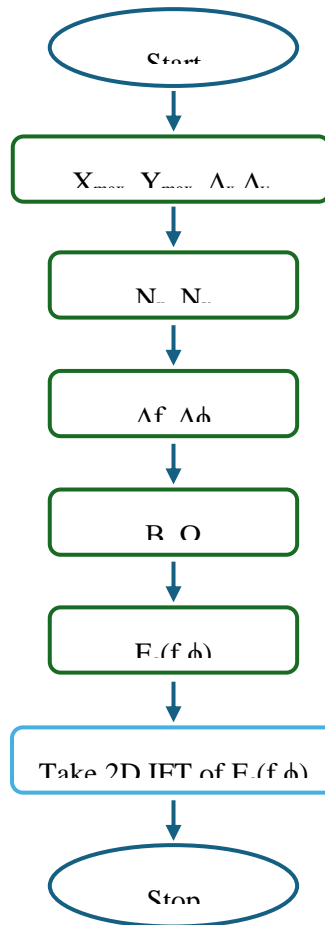 Start
Xmax, Ymax, Δx,Δy
Nx, Ny
Δf, Δϕ
B, Ω
Es(f,ϕ)
Take 2D IFT of Es(f,ϕ)
Stop